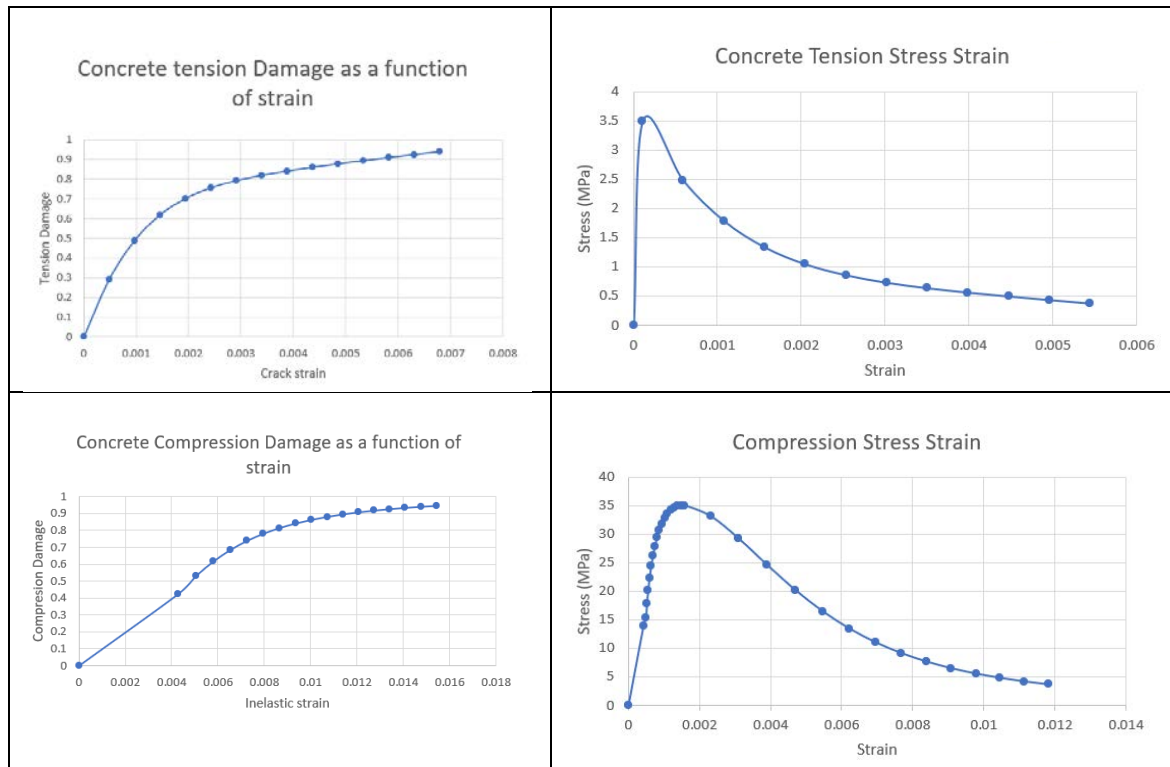 Concrete tension Damage as a function
of strain
1
0.9
0.8
0.7
0.6
0.5
0.4
0.3
0.2
0.1
0
Tension Damage
0 0.001 0.002 0.003 0.004 0.005 0.006 0.007 0.008
Crack strain
Concrete Tension Stress Strain
4
3.5
3
2.5
2
1.5
1
0.5
0
Stress (MPa)
0 0.001 0.002 0.003 0.004 0.005 0.006
Strain
Concrete Compression Damage as a function of
strain
1
0.9
0.8
0.7
0.6
0.5
0.4
0.3
0.2
0.1
0
Compression Damage
0 0.002 0.004 0.006 0.008 0.01 0.012 0.014 0.016 0.018
Inelastic strain
Compression Stress Strain
40
35
30
25
20
15
10
5
0
Stress (MPa)
0 0.002 0.004 0.006 0.008 0.01 0.012 0.014
Strain